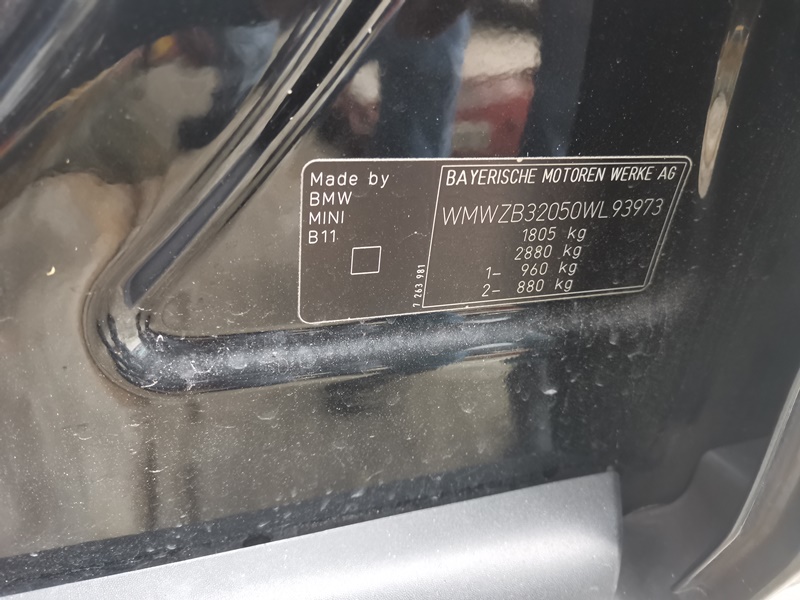 Made by
BMW
MINI
B11
7 263 981
BAYERISCHE MOTOREN WERKE AG
WMWZB32050WL93973
1805 kg
2880 kg
1- 960 kg
2- 880 kg